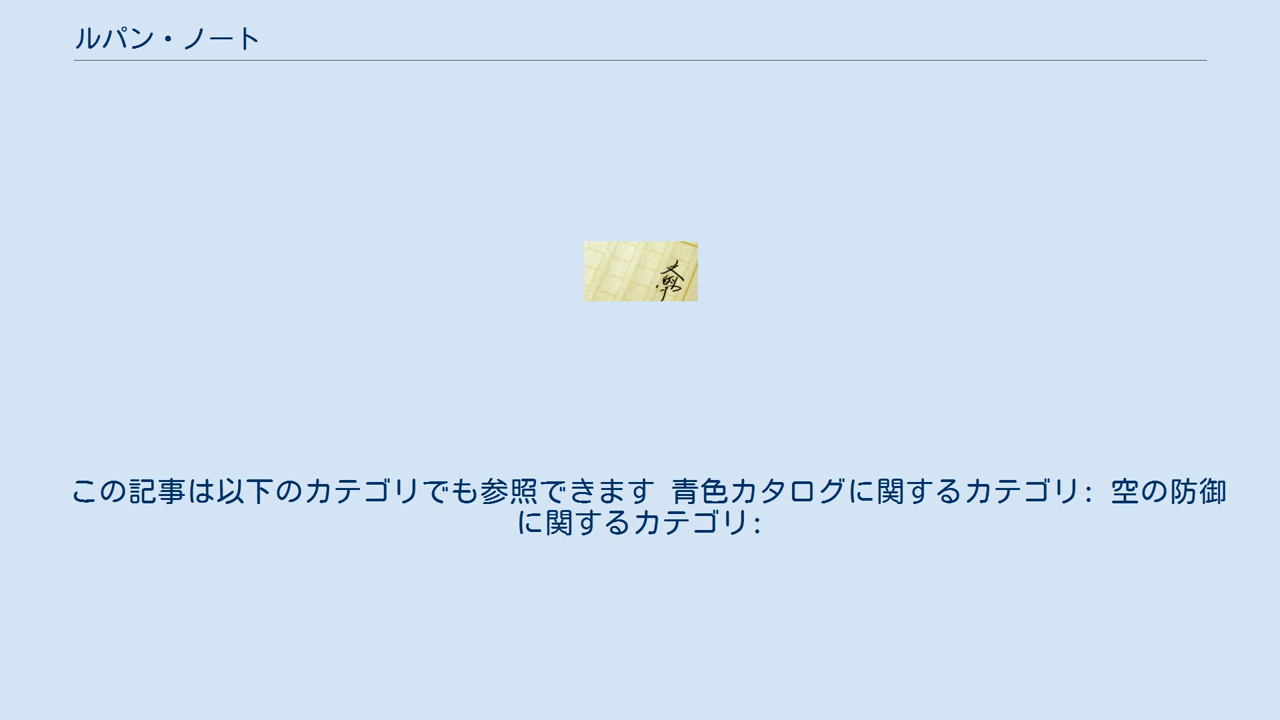 ルパン・ノート
この記事は以下のカテゴリでも参照できます 青色カタログに関するカテゴリ: 空の防御
に関するカテゴリ: